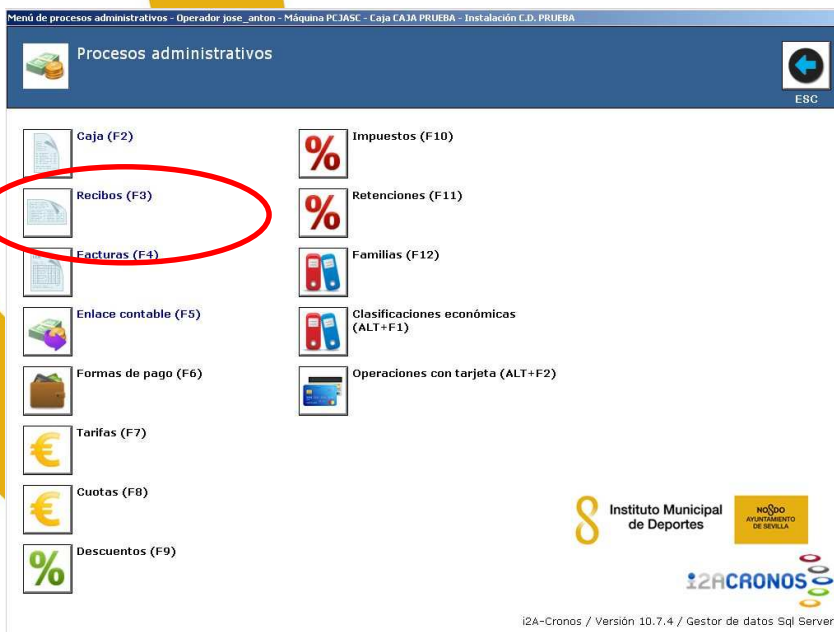 Menú de procesos administrativos - Operador jose_anton - Máquina PCJASC - Caja CAJA PRUEBA - Instalación C.D. PRUEBA
Procesos administrativos
ESC
Caja (F2)
Recibos (F3)
Facturas (F4)
Enlace contable (F5)
Formas de pago (F6)
Tarifas (F7)
Cuotas (F8)
Descuentos (F9)
Impuestos (F10)
Retenciones (F11)
Familias (F12)
Clasificaciones económicas
(ALT+F1)
Operaciones con tarjeta (ALT+F2)
Instituto Municipal
de Deportes
NO8DO
AYUNTAMIENTO
DE SEVILLA
i2ACRONOS
i2A-Cronos / Versión 10.7.4 / Gestor de datos Sql Server